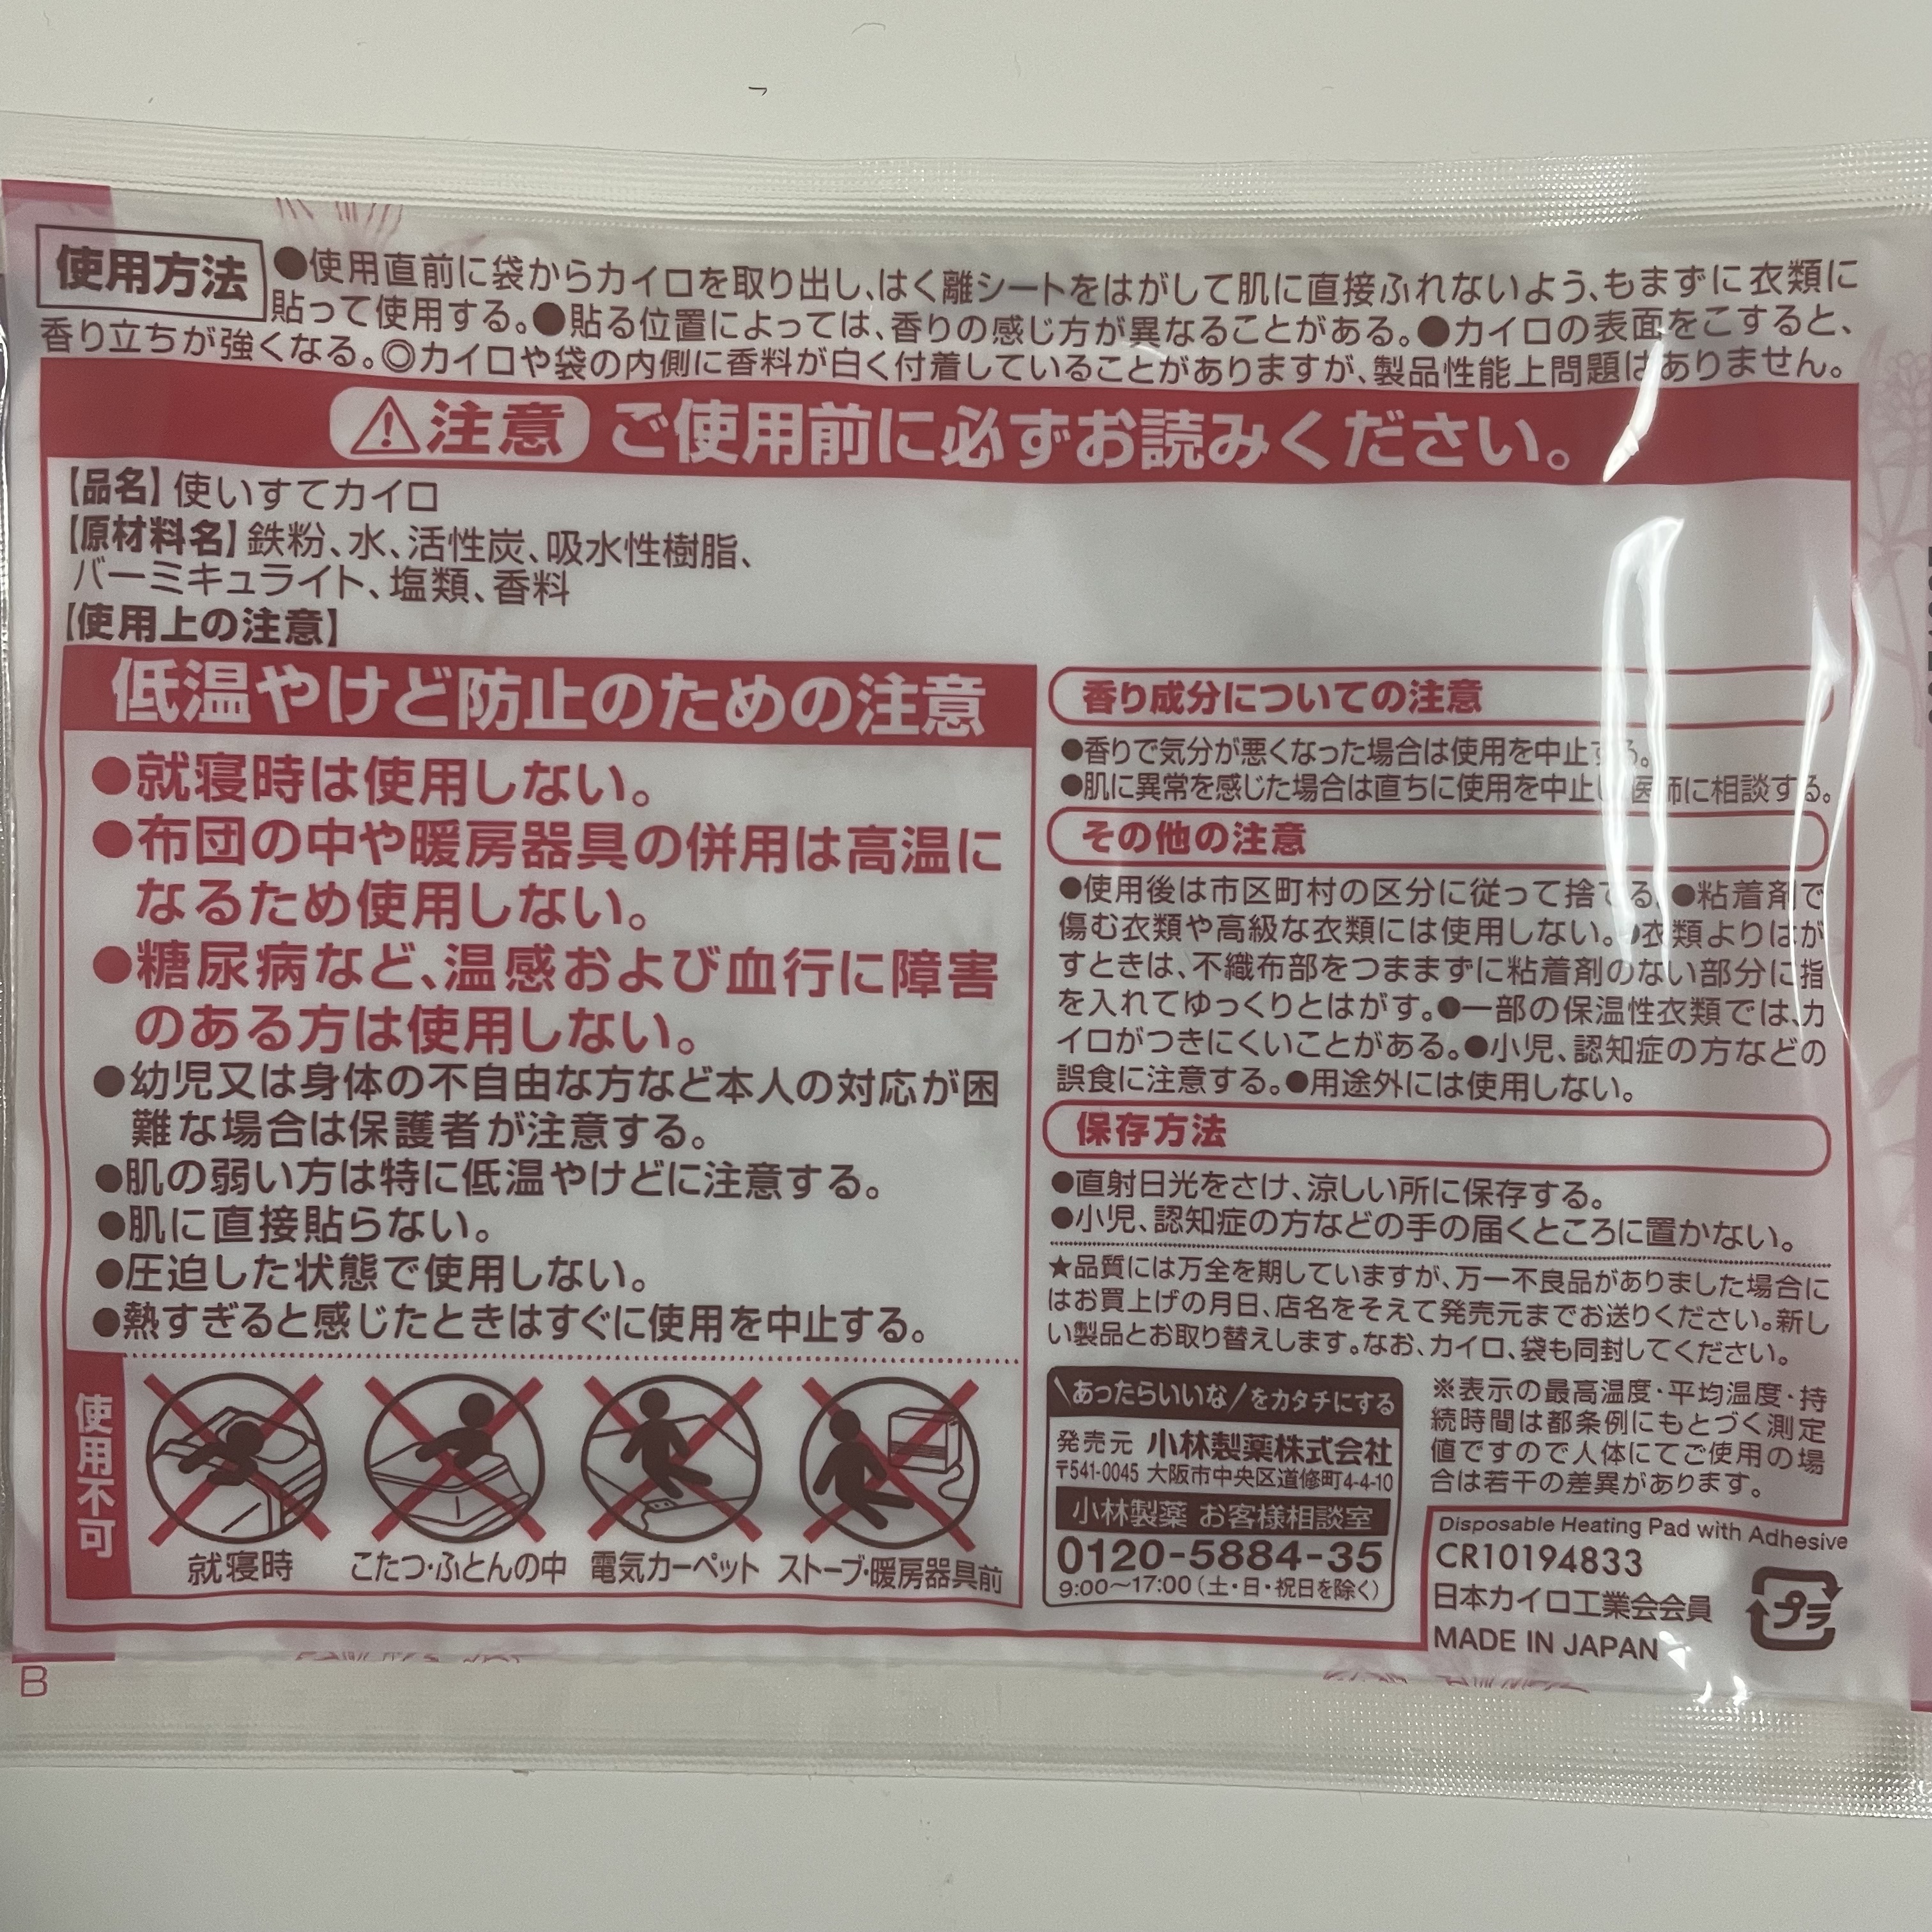 使用方法
●使用直前に袋からカイロを取り出し、はく離シートをはがして肌に直接ふれないよう、もまずに衣類に
貼って使用する。●貼る位置によっては、香りの感じ方が異なることがある。●カイロの表面をこすると、
香り立ちが強くなる。◎カイロや袋の内側に香料が白く付着していることがありますが、製品性能上問題はありません。
⚠注意 ご使用前に必ずお読みください。
【品名】使いすてカイロ
【原材料名】鉄粉、水、活性炭、吸水性樹脂、
バーミキュライト、塩類、香料
【使用上の注意】
低温やけど防止のための注意
●就寝時は使用しない。
●布団の中や暖房器具の併用は高温に
なるため使用しない。
●糖尿病など、温感および血行に障害
のある方は使用しない。
●幼児又は身体の不自由な方など本人の対応が困
難な場合は保護者が注意する。
●肌の弱い方は特に低温やけどに注意する。
●肌に直接貼らない。
●圧迫した状態で使用しない。
●熱すぎると感じたときはすぐに使用を中止する。
使用不可
就寝時
こたつ・ふとんの中
電気カーペット
ストーブ・暖房器具前
香り成分についての注意
●香りで気分が悪くなった場合は使用を中止する。
●肌に異常を感じた場合は直ちに使用を中止し医師に相談する。
その他の注意
●使用後は市区町村の区分に従って捨てる。●粘着剤で
傷む衣類や高級な衣類には使用しない。●衣類よりはが
すときは、不織布部をつままずに粘着剤のない部分に指
を入れてゆっくりとはがす。●一部の保温性衣類では、カ
イロがつきにくいことがある。●小児、認知症の方などの
誤食に注意する。●用途外には使用しない。
保存方法
●直射日光をさけ、涼しい所に保存する。
●小児、認知症の方などの手の届くところに置かない。
★品質には万全を期していますが、万一不良品がありました場合に
はお買上げの月日、店名をそえて発売元までお送りください。新し
い製品とお取り替えします。なお、カイロ、袋も同封してください。
\あったらいいな/をカタチにする
発売元 小林製薬株式会社
〒541-0045 大阪市中央区道修町4-4-10
小林製薬 お客様相談室
0120-5884-35
9:00〜17:00（土・日・祝日を除く）
※表示の最高温度・平均温度・持
続時間は都条例にもとづく測定
値ですので人体にてご使用の場
合は若干の差異があります。
Disposable Heating Pad with Adhesive
CR10194833
日本カイロ工業会会員
MADE IN JAPAN
プラ
B